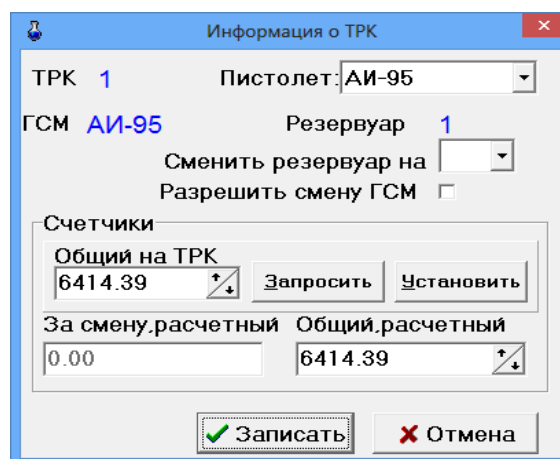 Информация о ТРК
ТРК 1 Пистолет: АИ-95
ГСМ АИ-95 Резервуар 1
Сменить резервуар на
Разрешить смену ГСМ
Счетчики
Общий на ТРК
6414.39 Запросить Установить
За смену,расчетный Общий,расчетный
0.00 6414.39
Записать Отмена